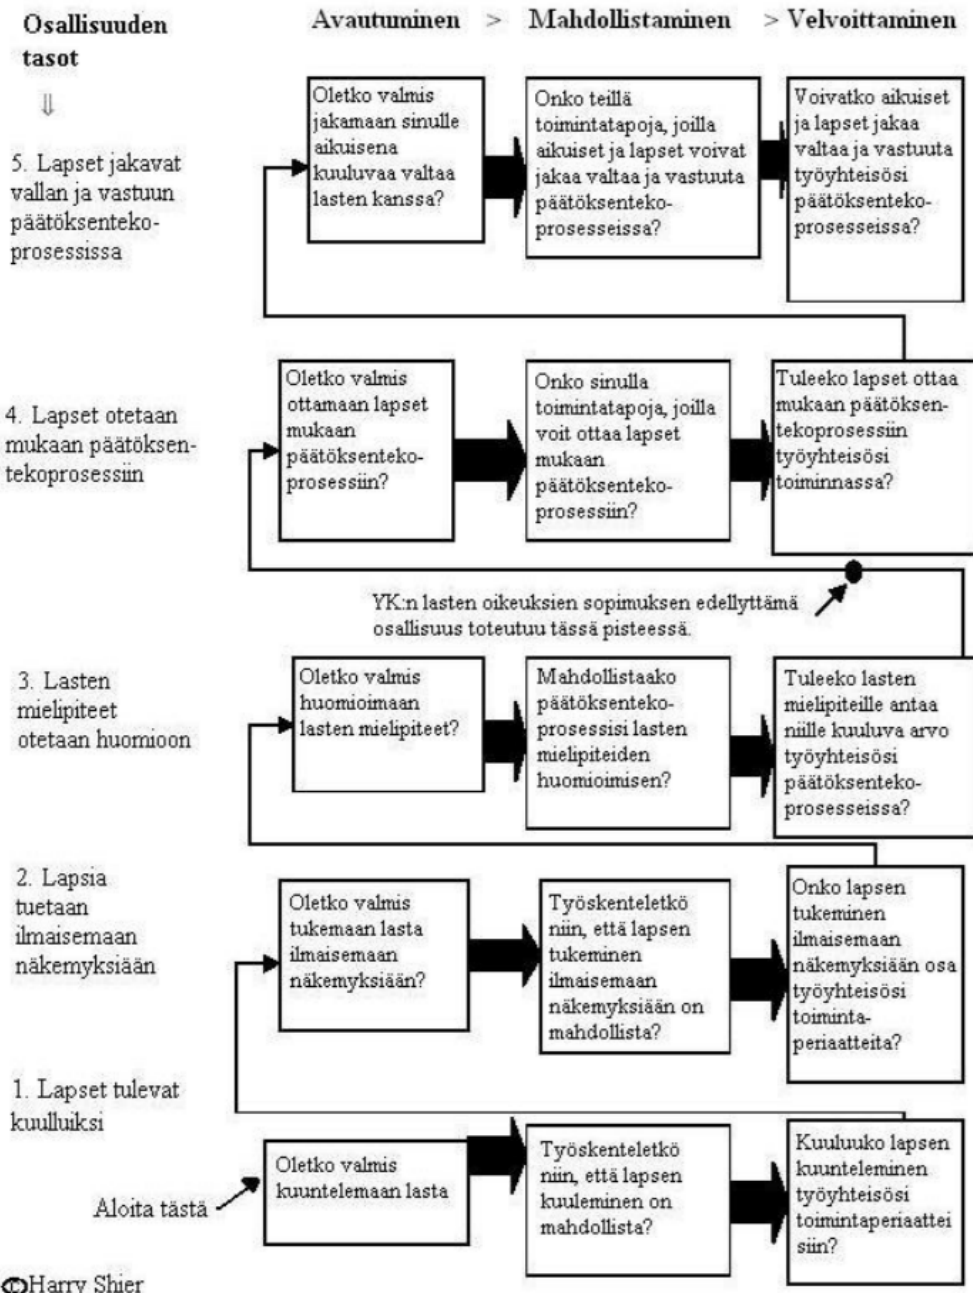 Osallisuuden
tasot
⇓
Avautuminen > Mahdollistaminen > Velvoittaminen
5. Lapset jakavat
vallan ja vastuun
päätöksenteko-
prosessissa
Oletko valmis
jakamaan sinulle
aikuisena
kuuluvaa valtaa
lasten kanssa?
Onko teillä
toimintatapoja, joilla
aikuiset ja lapset voivat
jakaa valtaa ja vastuuta
päätöksenteko-
prosesseissa?
Voivatko aikuiset
ja lapset jakaa
valtaa ja vastuuta
työyhteisösi
päätöksenteko-
prosesseissa?
4. Lapset otetaan
mukaan päätöksen-
tekoprosessiin
Oletko valmis
ottamaan lapset
mukaan
päätöksenteko-
prosessiin?
Onko sinulla
toimintatapoja, joilla
voit ottaa lapset
mukaan
päätöksenteko-
prosessiin?
Tuleeko lapset ottaa
mukaan päätöksen-
tekoprosessiin
työyhteisösi
toiminnassa?
YK:n lasten oikeuksien sopimuksen edellyttämä
osallisuus toteutuu tässä pisteessä.
3. Lasten
mielipiteet
otetaan huomioon
Oletko valmis
huomioimaan
lasten mielipiteet?
Mahdollistaako
päätöksenteko-
prosessisi lasten
mielipiteiden
huomioimisen?
Tuleeko lasten
mielipiteille antaa
niille kuuluva arvo
työyhteisösi
päätöksenteko-
prosesseissa?
2. Lapsia
tuetaan
ilmaisemaan
näkemyksiään
Oletko valmis
tukemaan lasta
ilmaisemaan
näkemyksiään?
Työskenteletkö
niin, että lapsen
tukeminen
ilmaisemaan
näkemyksiään on
mahdollista?
Onko lapsen
tukeminen
ilmaisemaan
näkemyksiään osa
työyhteisösi
toiminta-
periaatteita?
1. Lapset tulevat
kuulluiksi
Aloita tästä
Oletko valmis
kuuntelemaan lasta
Työskenteletkö
niin, että lapsen
kuuleminen on
mahdollista?
Kuuluuko lapsen
kuunteleminen
työyhteisösi
toimintaperiaattei
siin?
©Harry Shier